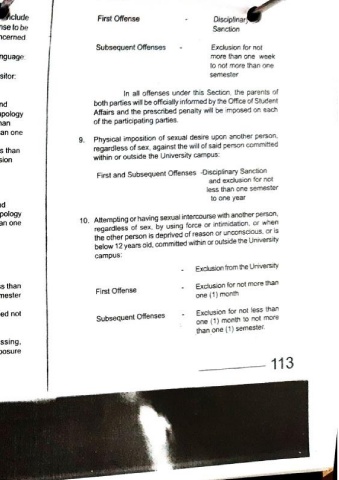 nclude
nse to be
ncerned
nguage:
sitor:
nd
apology
nan
an one
s than
sion
nd
pology
an one
ss than
mester
ed not
ssing,
posure
First Offense - Disciplinary
Sanction
Subsequent Offenses - Exclusion for not
more than one week
to not more than one
semester
In all offenses under this Section, the parents of
both parties will be officially informed by the Office of Student
Affairs and the prescribed penalty will be imposed on each
of the participating parties.
9. Physical imposition of sexual desire upon another person,
regardless of sex, against the will of said person committed
within or outside the University campus:
First and Subsequent Offenses -Disciplinary Sanction
and exclusion for not
less than one semester
to one year
10. Attempting or having sexual intercourse with another person,
regardless of sex, by using force or intimidation, or when
the other person is deprived of reason or unconscious, or is
below 12 years old, committed within or outside the University
campus:
- Exclusion from the University
First Offense - Exclusion for not more than
one (1) month
Subsequent Offenses - Exclusion for not less than
one (1) month to not more
than one (1) semester.
113